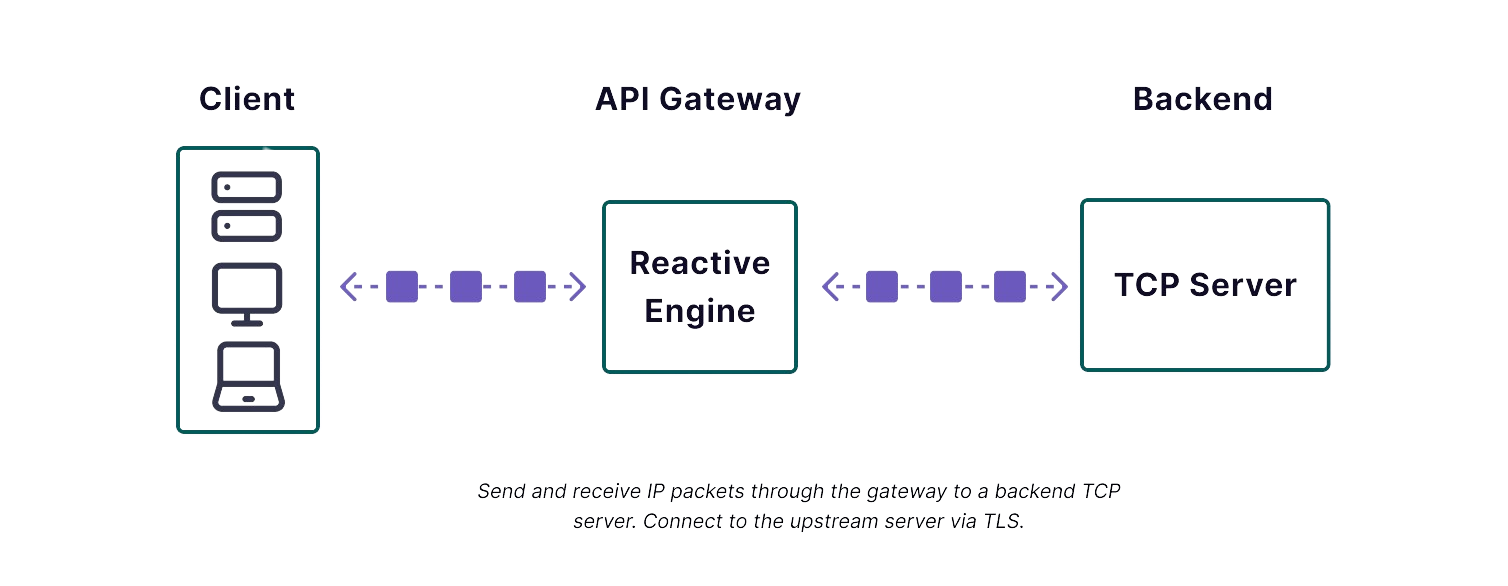 Client
API Gateway
Backend
Reactive
Engine
TCP Server
Send and receive IP packets through the gateway to a backend TCP
server. Connect to the upstream server via TLS.